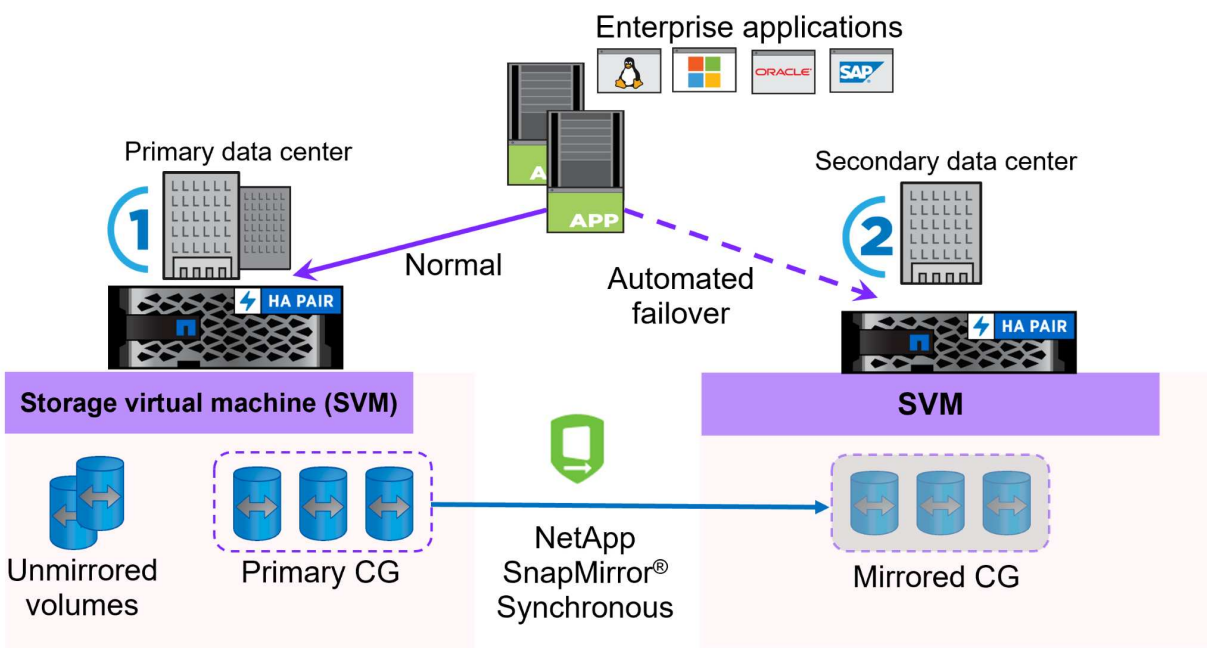 Enterprise applications
ORACLE
SAP
Primary data center
Secondary data center
1
2
A
APP
Normal
Automated
failover
HA PAIR
HA PAIR
Storage virtual machine (SVM)
SVM
NetApp
SnapMirror®
Synchronous
Unmirrored
volumes
Primary CG
Mirrored CG